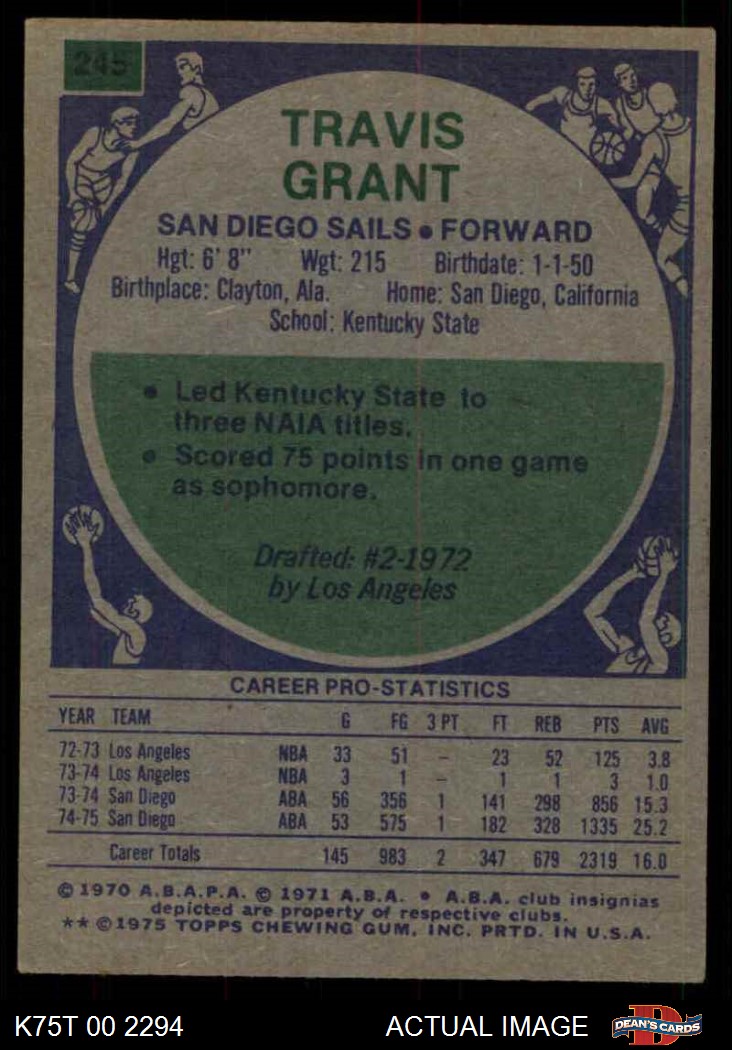 245
TRAVIS
GRANT
SAN DIEGO SAILS • FORWARD
Hgt: 6' 8" Wgt: 215 Birthdate: 1-1-50
Birthplace: Clayton, Ala. Home: San Diego, California
School: Kentucky State
• Led Kentucky State to
three NAIA titles.
• Scored 75 points in one game
as sophomore.
Drafted: #2-1972
by Los Angeles
CAREER PRO-STATISTICS
YEAR TEAM G FG 3 PT FT REB PTS AVG
72-73 Los Angeles NBA 33 51 – 23 52 125 3.8
73-74 Los Angeles NBA 3 1 – 1 1 3 1.0
73-74 San Diego ABA 56 356 1 141 298 856 15.3
74-75 San Diego ABA 53 575 1 182 328 1335 25.2
Career Totals 145 983 2 347 679 2319 16.0
© 1970 A.B.A.P.A. © 1971 A.B.A. • A.B.A. club insignias
depicted are property of respective clubs.
** © 1975 TOPPS CHEWING GUM, INC. PRTD. IN U.S.A.
K75T 00 2294 ACTUAL IMAGE D DEAN'S CARDS